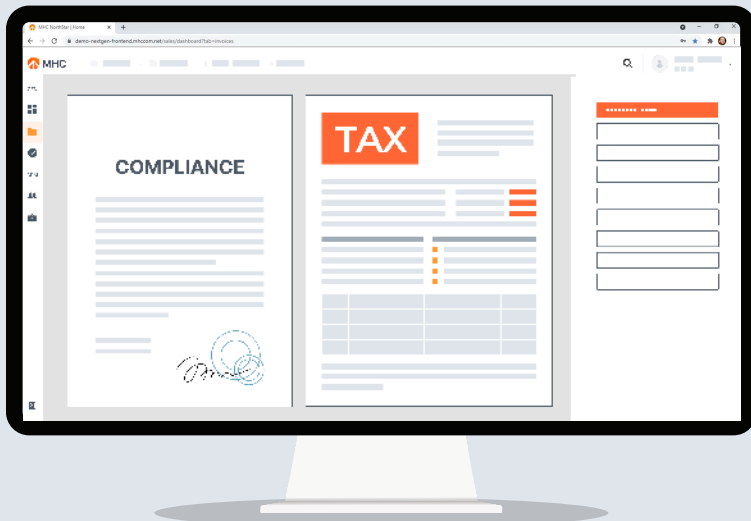 MHC NorthStar | Home
demo-nextgen-frontend.mhccom.net/sales/dashboard?tab=invoices
MHC
COMPLIANCE
TAX